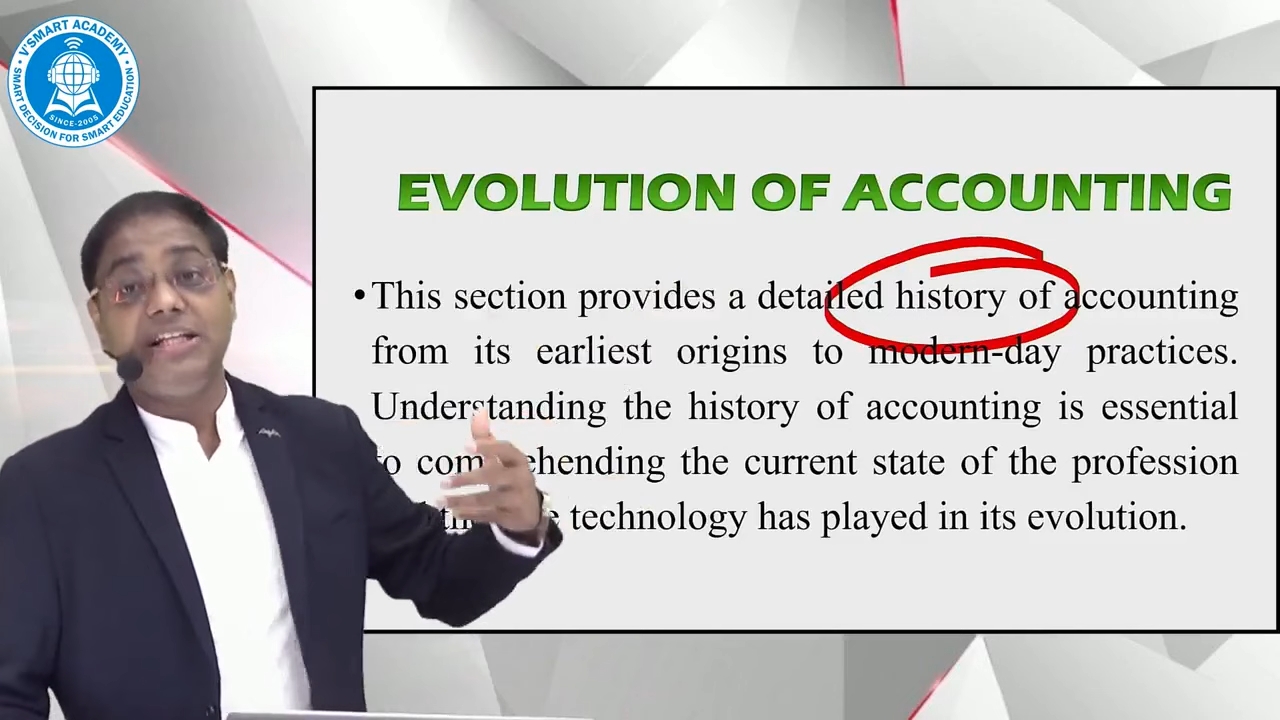 V'SMART ACADEMY
SINCE-2005
SMART DECISION FOR SMART EDUCATION
EVOLUTION OF ACCOUNTING
• This section provides a detailed history of accounting
from its earliest origins to modern-day practices.
Understanding the history of accounting is essential
comprehending the current state of the profession
technology has played in its evolution.